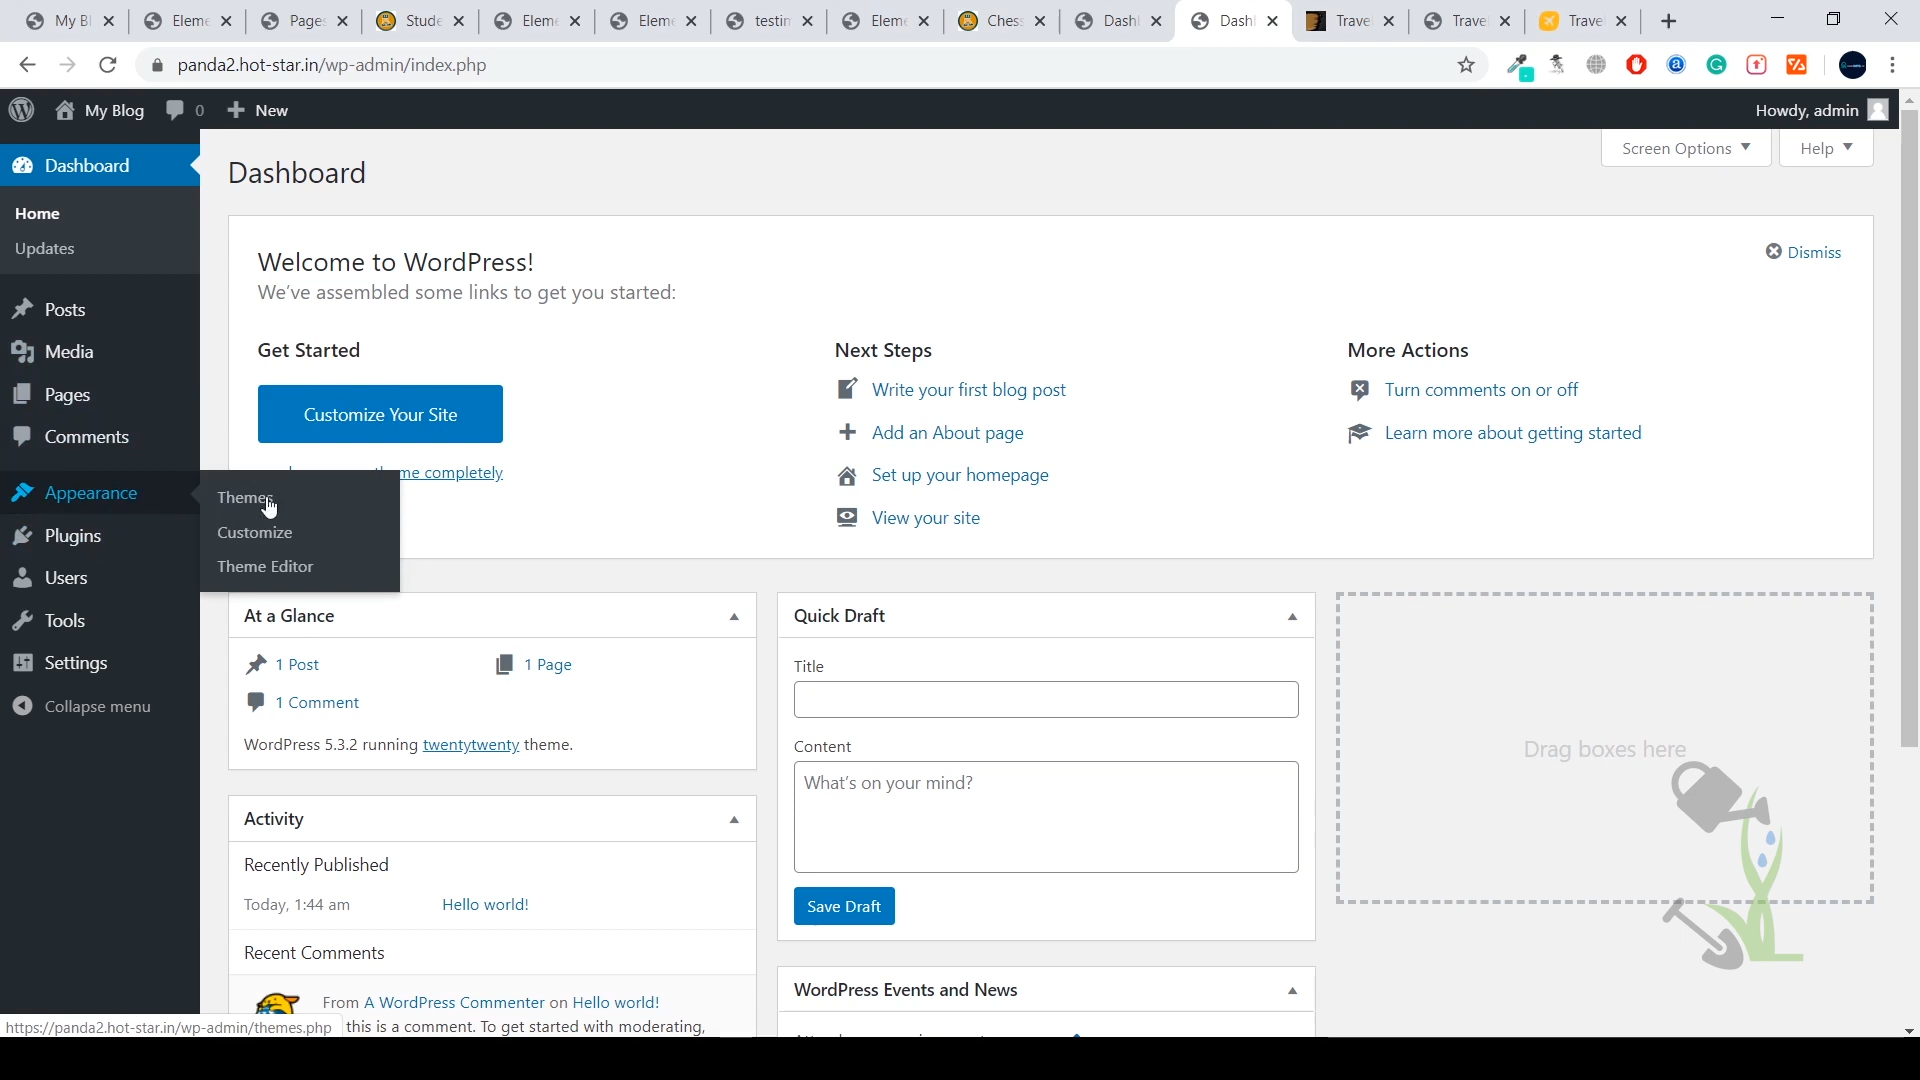 My Bl
Eleme
Pages
Stude
Eleme
Eleme
testin
Eleme
Chess
Dashb
Dashb
Travel
Travel
Travel
panda2.hot-star.in/wp-admin/index.php
My Blog
0
New
Howdy, admin
Dashboard
Home
Updates
Posts
Media
Pages
Comments
Appearance
Themes
Customize
Theme Editor
Plugins
Users
Tools
Settings
Collapse menu
Screen Options
Help
Dashboard
Welcome to WordPress!
We've assembled some links to get you started:
Dismiss
Get Started
Customize Your Site
me completely
Next Steps
Write your first blog post
Add an About page
Set up your homepage
View your site
More Actions
Turn comments on or off
Learn more about getting started
At a Glance
1 Post
1 Page
1 Comment
WordPress 5.3.2 running twentytwenty theme.
Activity
Recently Published
Today, 1:44 am
Hello world!
Recent Comments
From A WordPress Commenter on Hello world!
this is a comment. To get started with moderating,
Quick Draft
Title
Content
What's on your mind?
Save Draft
WordPress Events and News
Drag boxes here
https://panda2.hot-star.in/wp-admin/themes.php